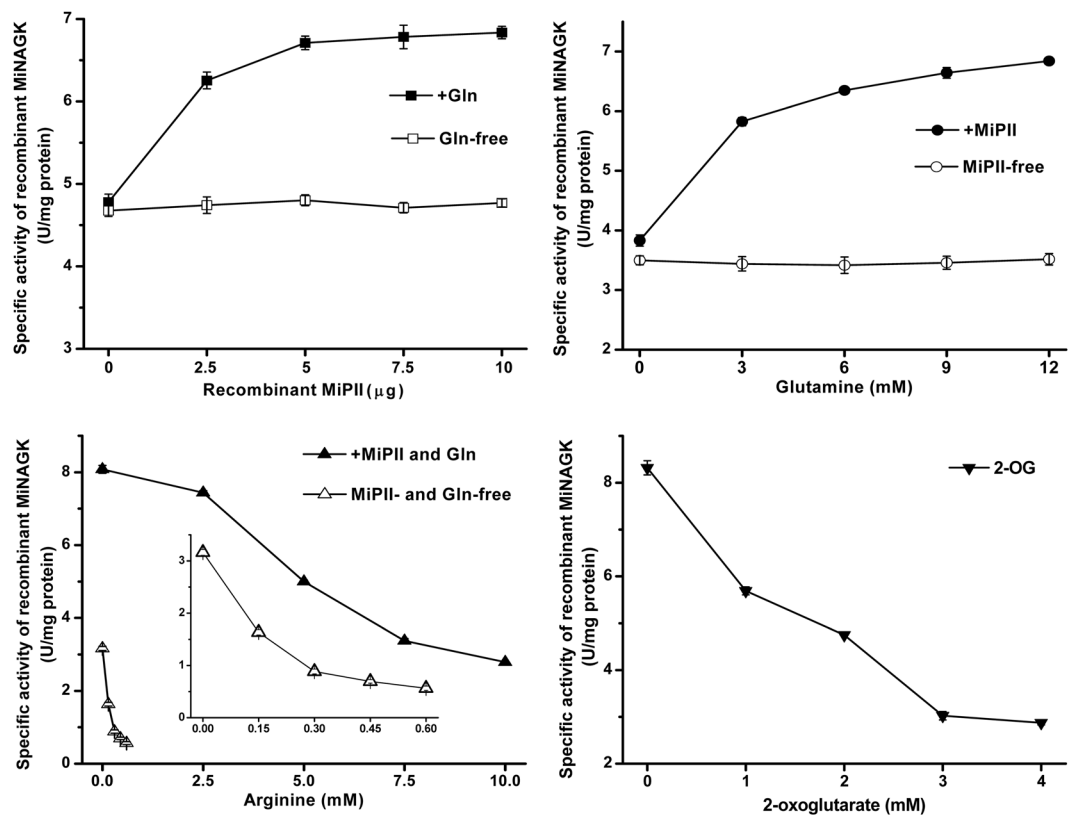 Specific activity of recombinant MiNAGK
(U/mg protein)
7
6
5
4
3
+Gln
Gln-free
0
2.5
5
7.5
10
Recombinant MiPII (μg)
Specific activity of recombinant MiNAGK
(U/mg protein)
7
6
5
4
3
2
+MiPII
MiPII-free
0
3
6
9
12
Glutamine (mM)
Specific activity of recombinant MiNAGK
(U/mg protein)
8
6
4
2
0
+MiPII and Gln
MiPII- and Gln-free
3
2
1
0
0.00
0.15
0.30
0.45
0.60
0.0
2.5
5.0
7.5
10.0
Arginine (mM)
Specific activity of recombinant MiNAGK
(U/mg protein)
8
6
4
2
2-OG
0
1
2
3
4
2-oxoglutarate (mM)